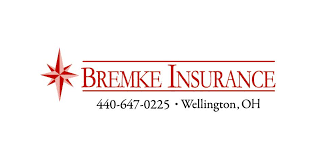 BREMKE INSURANCE
440-647-0225 • Wellington, OH